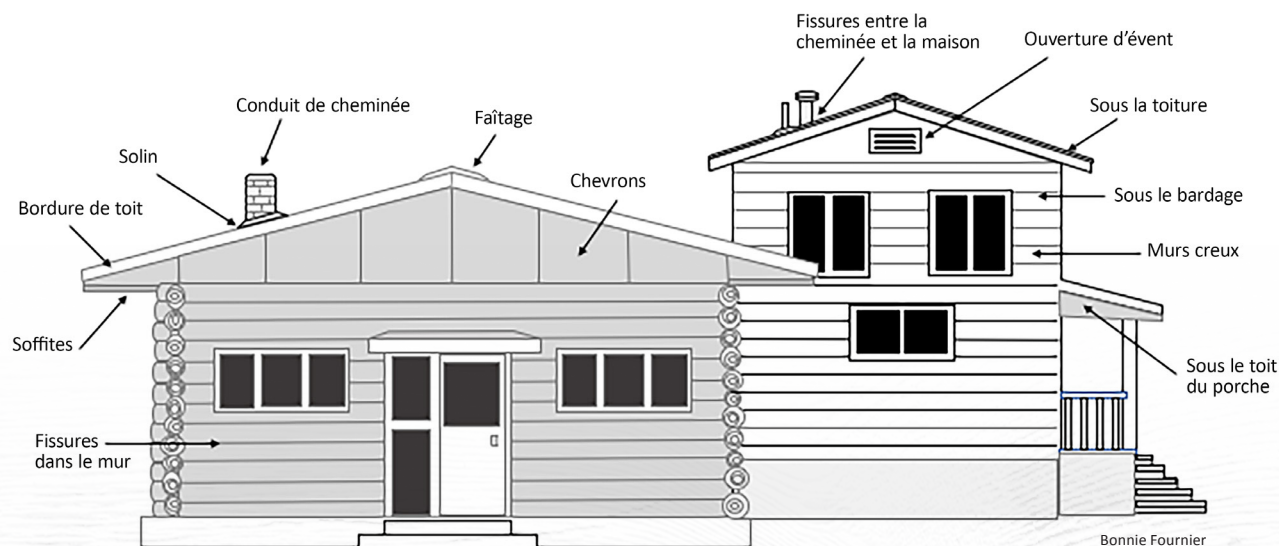 Fissures entre la
cheminée et la maison
Ouverture d'évent
Conduit de cheminée
Faîtage
Sous la toiture
Solin
Chevrons
Sous le bardage
Bordure de toit
Murs creux
Soffites
Sous le toit
du porche
Fissures
dans le mur
Bonnie Fournier